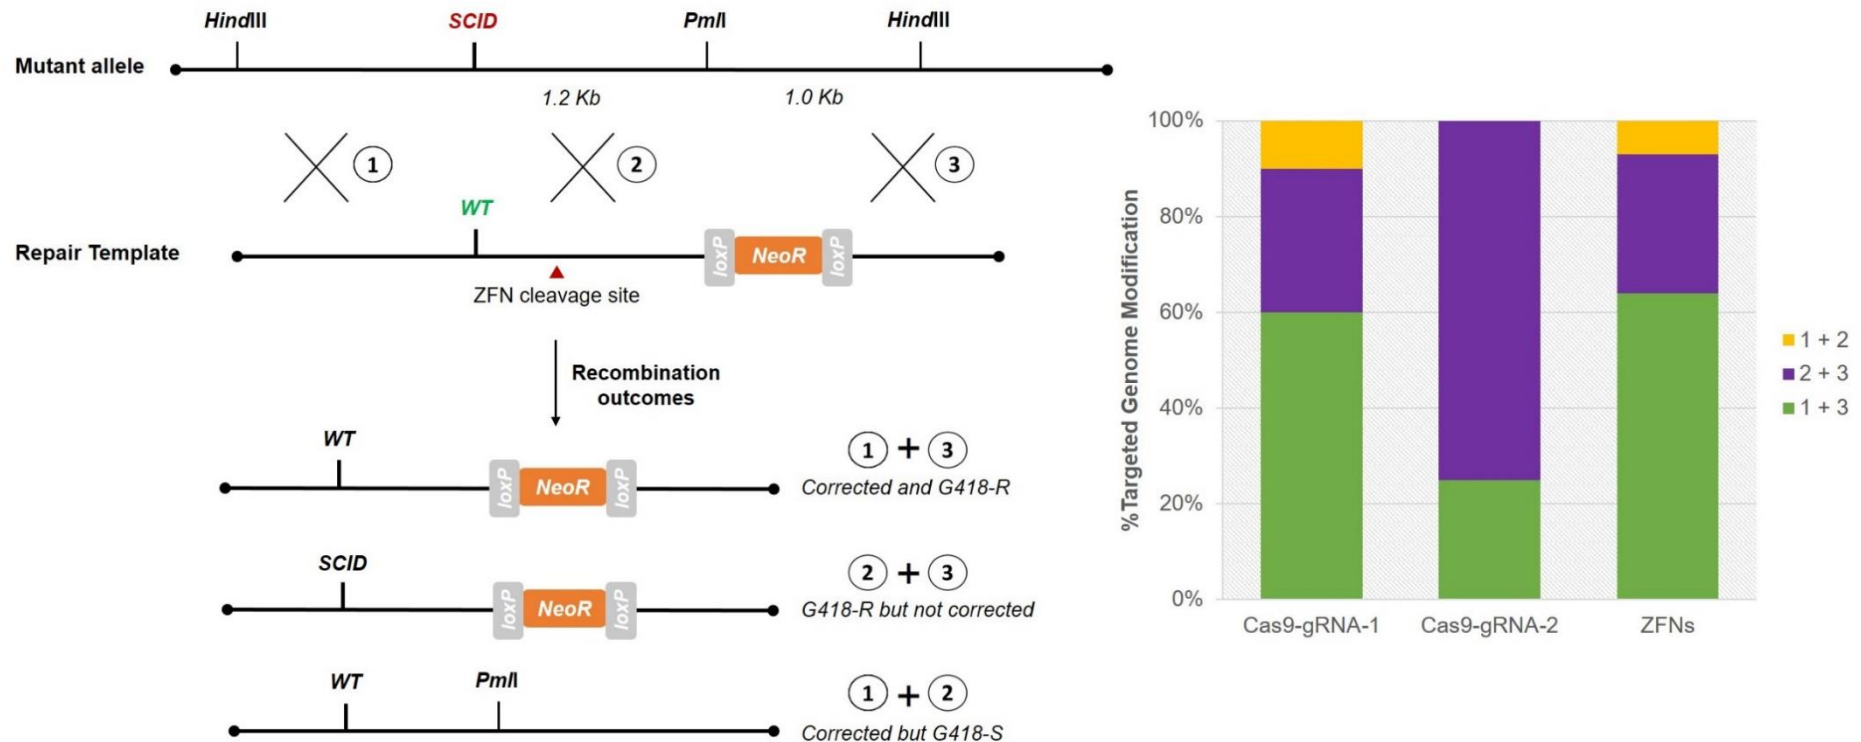 HindIII SCID PmlI HindIII
Mutant allele
1.2 Kb 1.0 Kb
1 2 3
WT
Repair Template loxP NeoR loxP
ZFN cleavage site
Recombination
outcomes
WT
loxP NeoR loxP
1 + 3
Corrected and G418-R
SCID
loxP NeoR loxP
2 + 3
G418-R but not corrected
WT PmlI
1 + 2
Corrected but G418-S
%Targeted Genome Modification
100%
80%
60%
40%
20%
0%
Cas9-gRNA-1 Cas9-gRNA-2 ZFNs
1 + 2
2 + 3
1 + 3